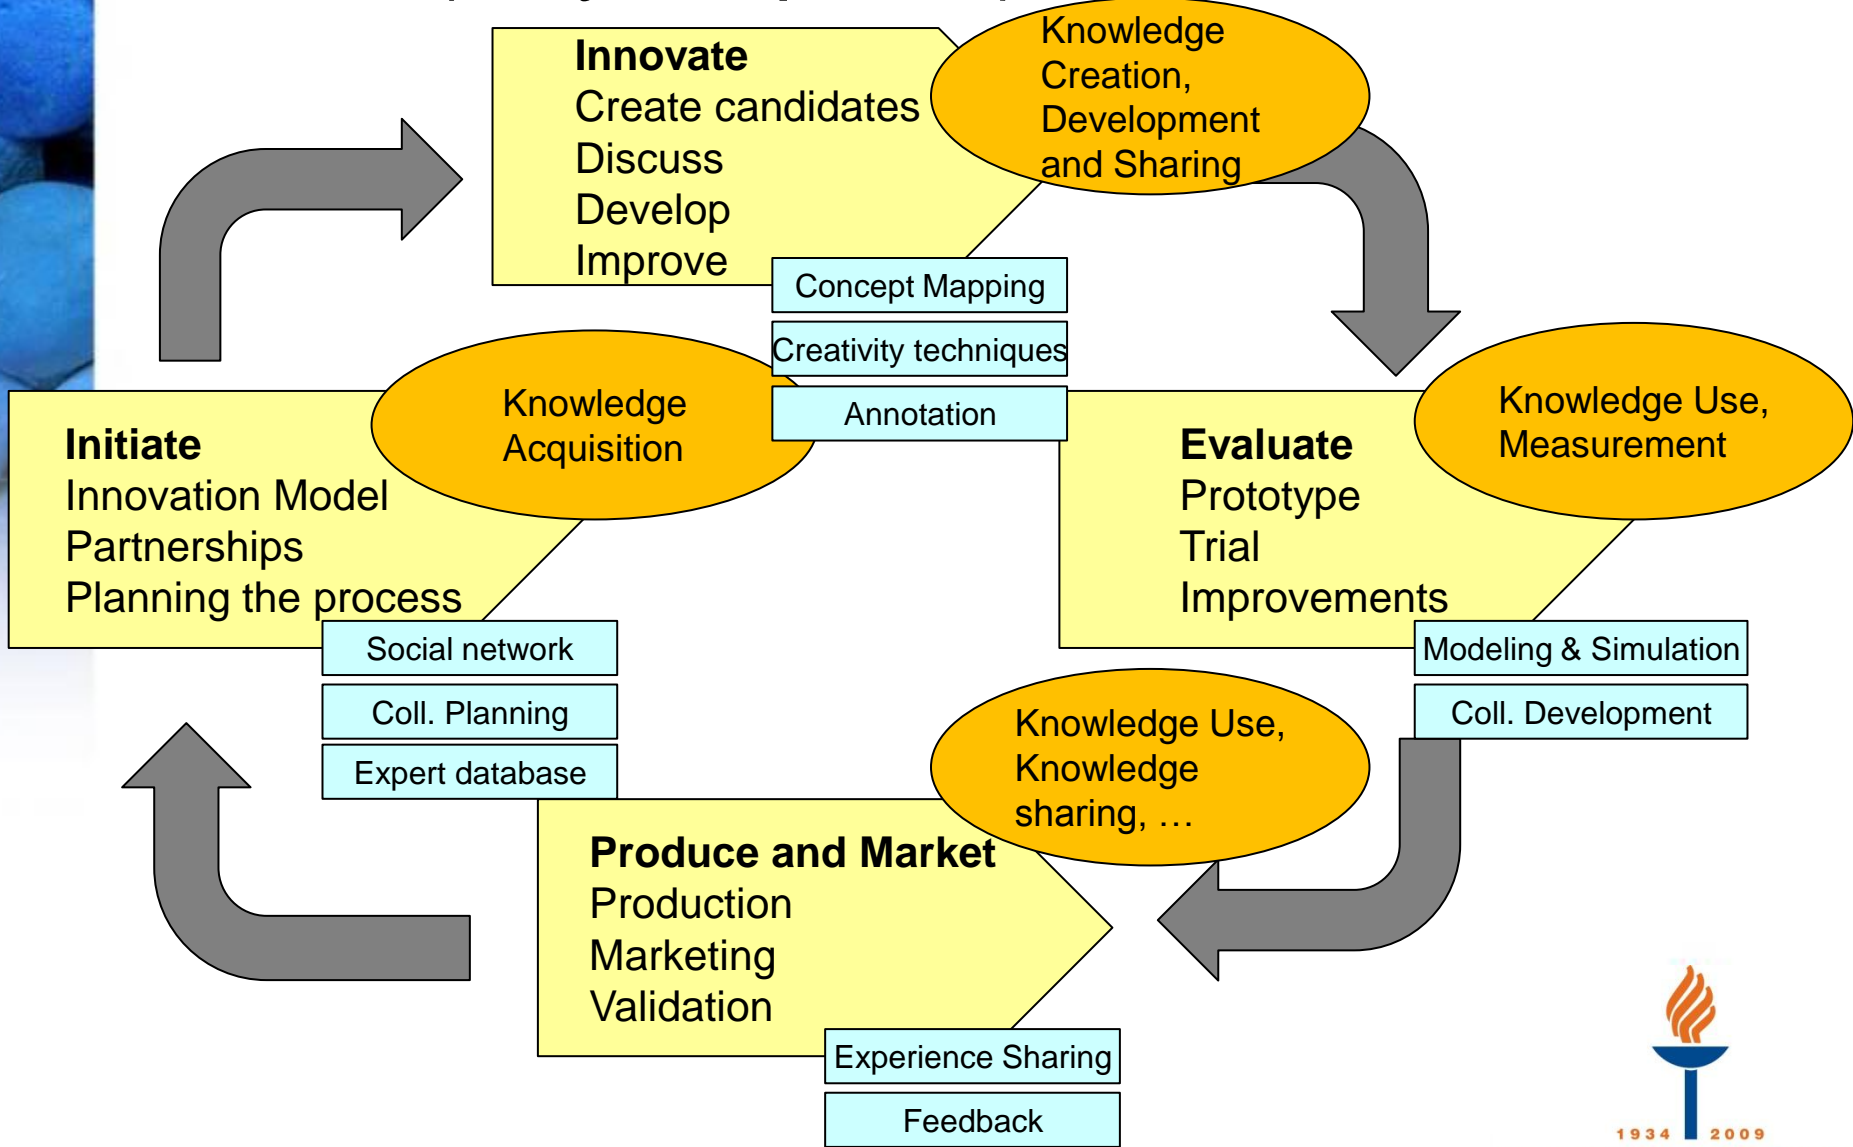 Innovate
Create candidates
Discuss
Develop
Improve
Knowledge
Creation,
Development
and Sharing
Concept Mapping
Creativity techniques
Annotation
Initiate
Innovation Model
Partnerships
Planning the process
Knowledge
Acquisition
Social network
Coll. Planning
Expert database
Evaluate
Prototype
Trial
Improvements
Knowledge Use,
Measurement
Modeling & Simulation
Coll. Development
Produce and Market
Production
Marketing
Validation
Knowledge Use,
Knowledge
sharing, …
Experience Sharing
Feedback
1934 2009